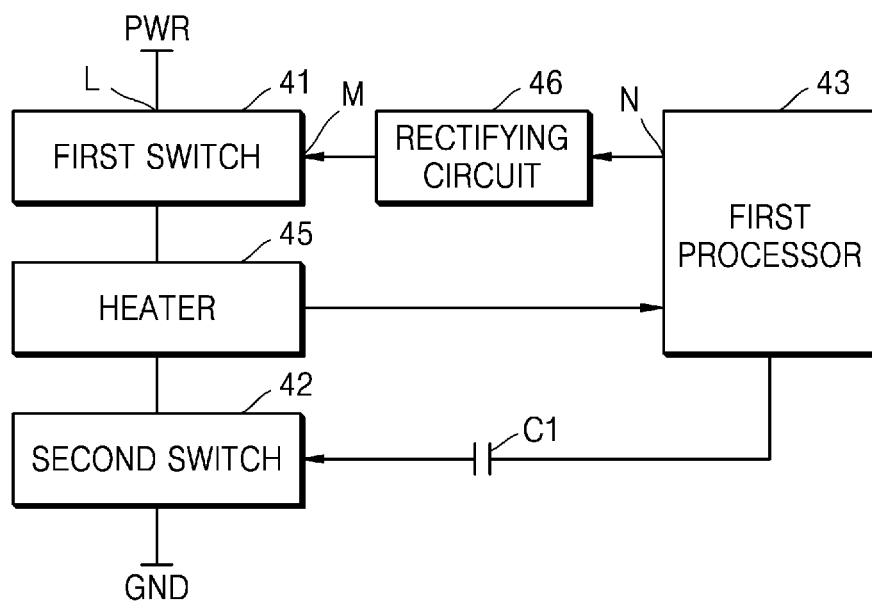 PWR
L
41
M
46
N
43
FIRST SWITCH
RECTIFYING
CIRCUIT
FIRST
PROCESSOR
45
HEATER
42
C1
SECOND SWITCH
GND